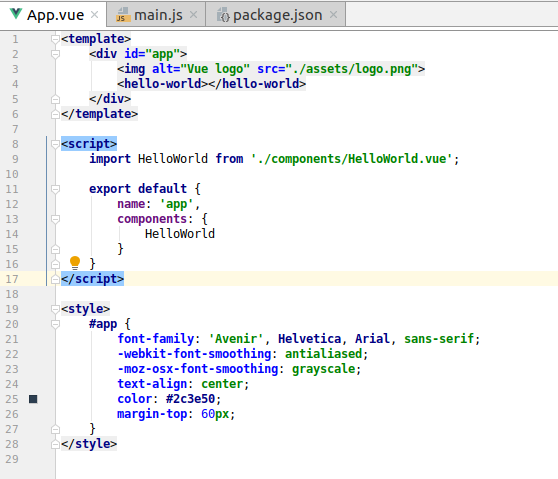 App.vue main.js package.json
1 <template>
2 <div id="app">
3 <img alt="Vue logo" src="./assets/logo.png">
4 <hello-world></hello-world>
5 </div>
6 </template>
7
8 <script>
9 import HelloWorld from './components/HelloWorld.vue';
10
11 export default {
12 name: 'app',
13 components: {
14 HelloWorld
15 }
16 }
17 </script>
18
19 <style>
20 #app {
21 font-family: 'Avenir', Helvetica, Arial, sans-serif;
22 -webkit-font-smoothing: antialiased;
23 -moz-osx-font-smoothing: grayscale;
24 text-align: center;
25 color: #2c3e50;
26 margin-top: 60px;
27 }
28 </style>
29